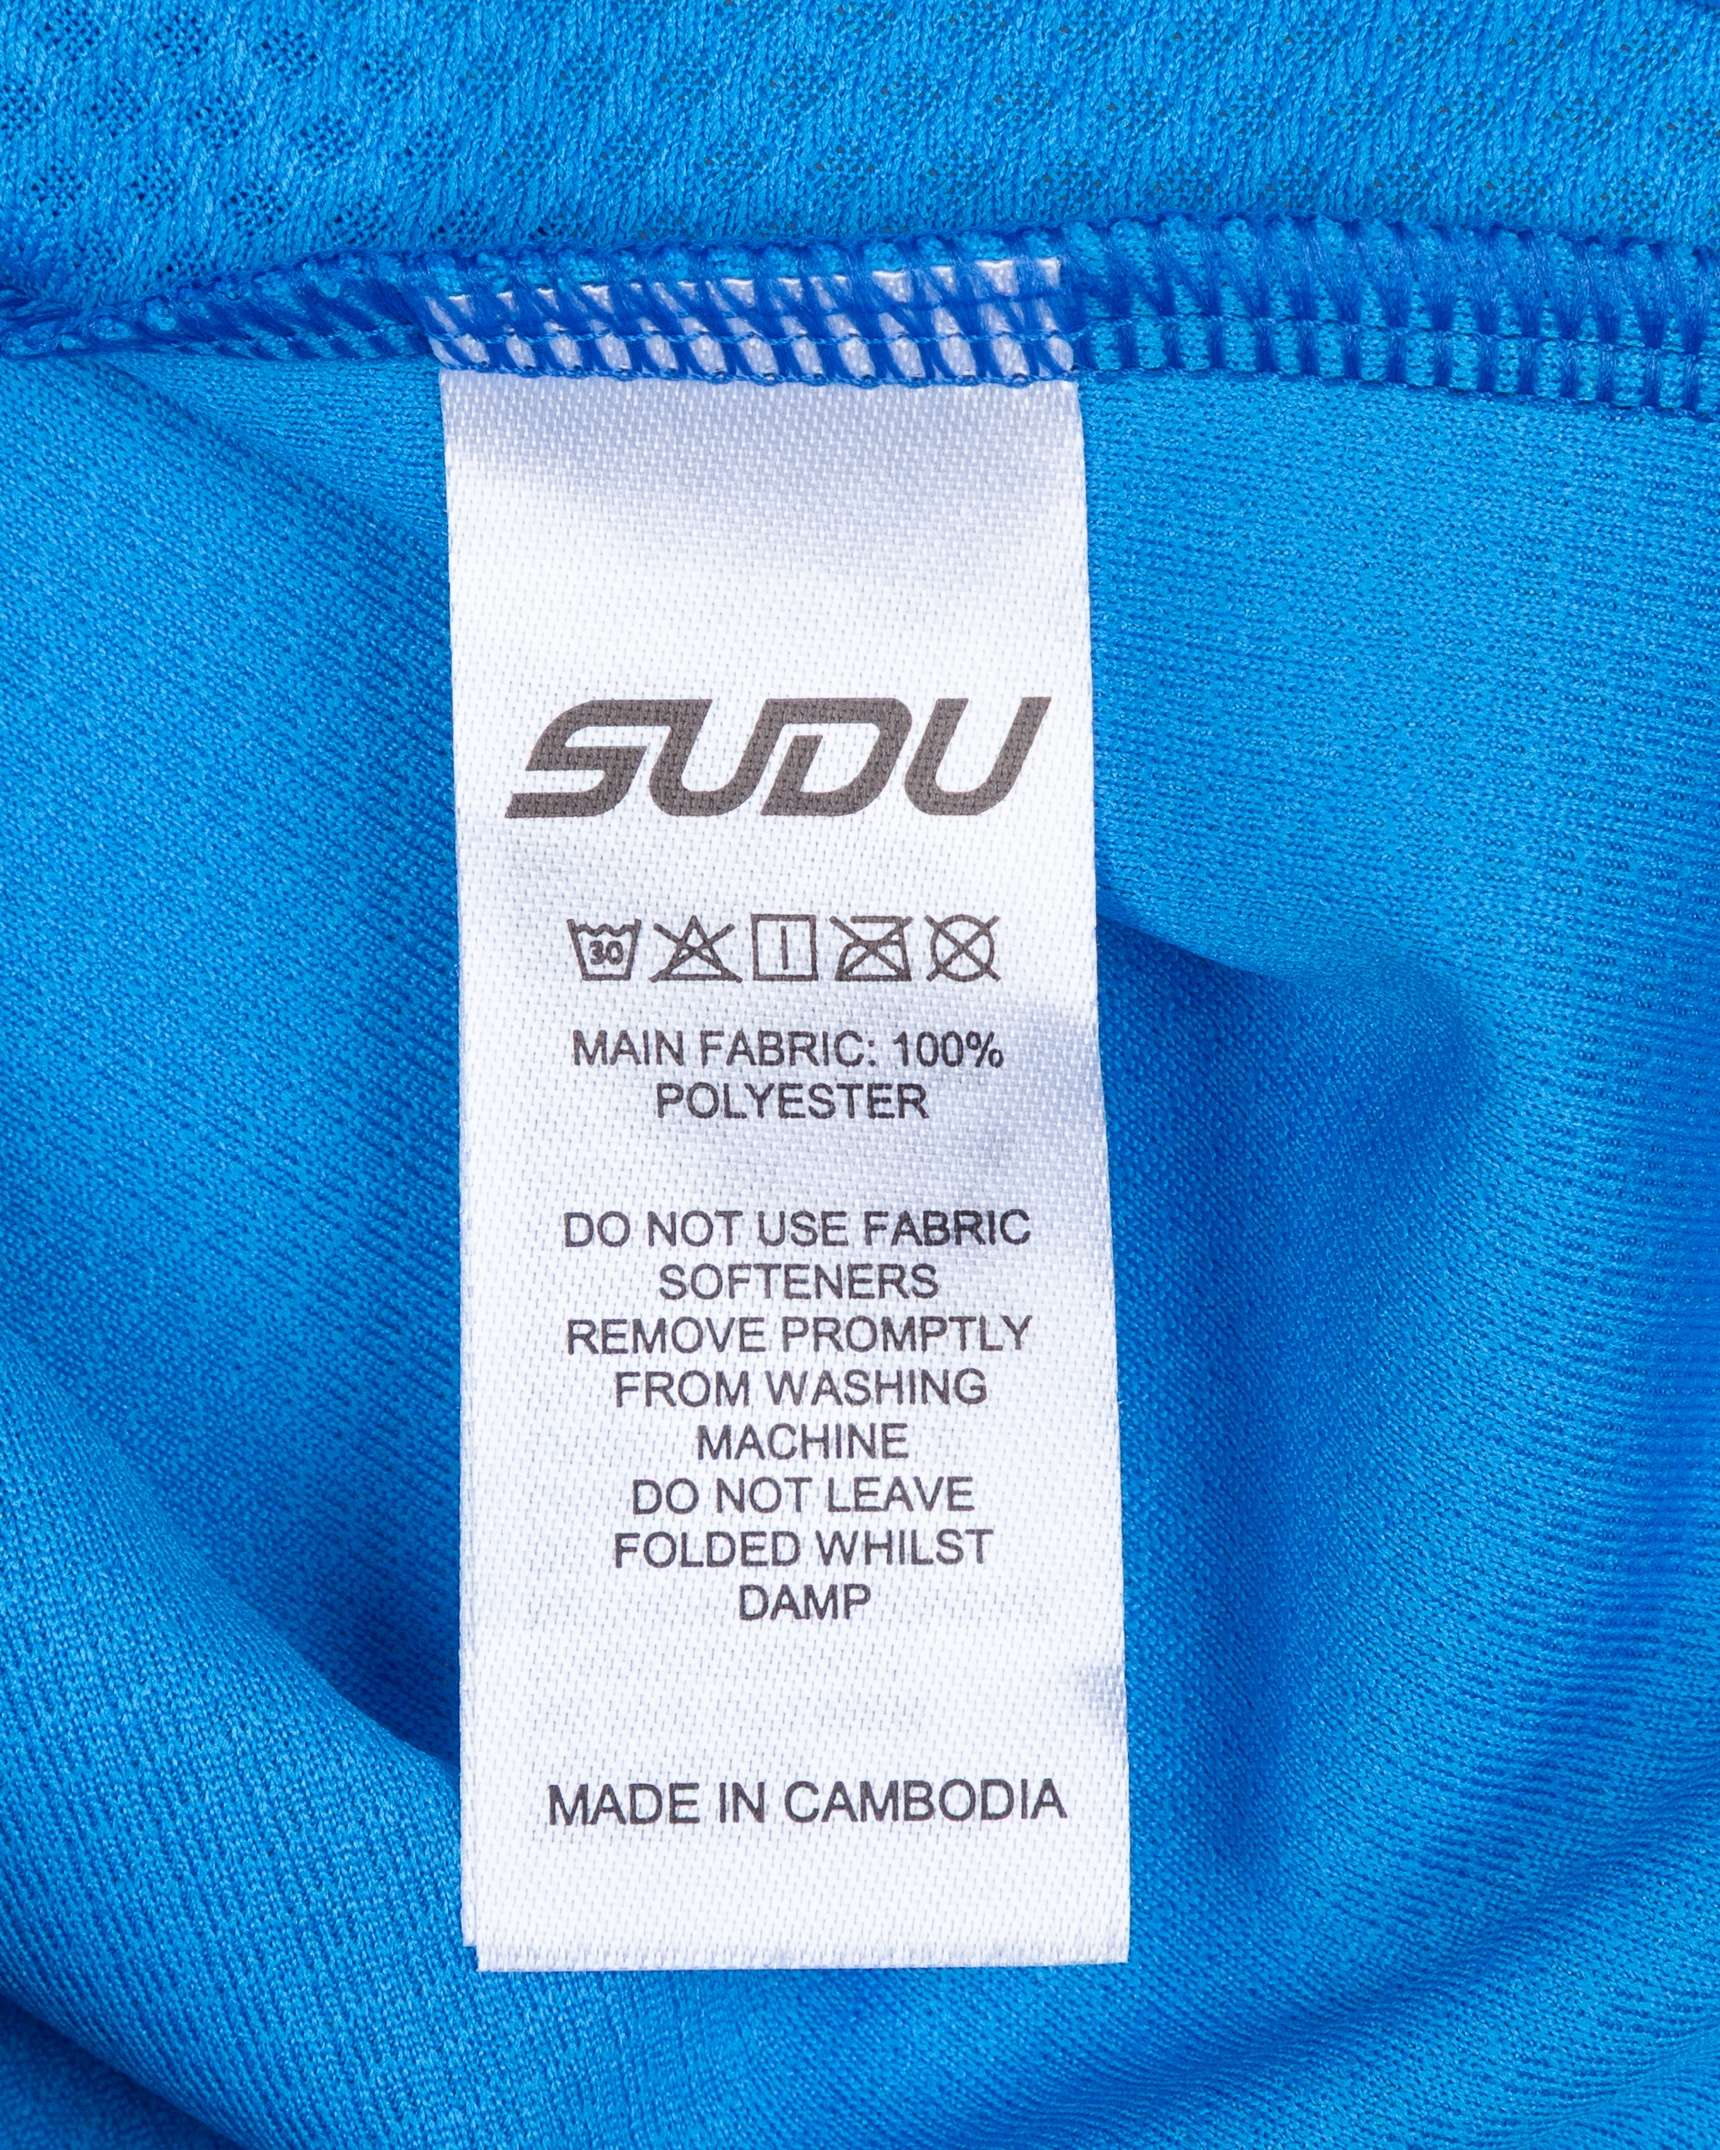 SUDU
30
MAIN FABRIC: 100%
POLYESTER
DO NOT USE FABRIC
SOFTENERS
REMOVE PROMPTLY
FROM WASHING
MACHINE
DO NOT LEAVE
FOLDED WHILST
DAMP
MADE IN CAMBODIA